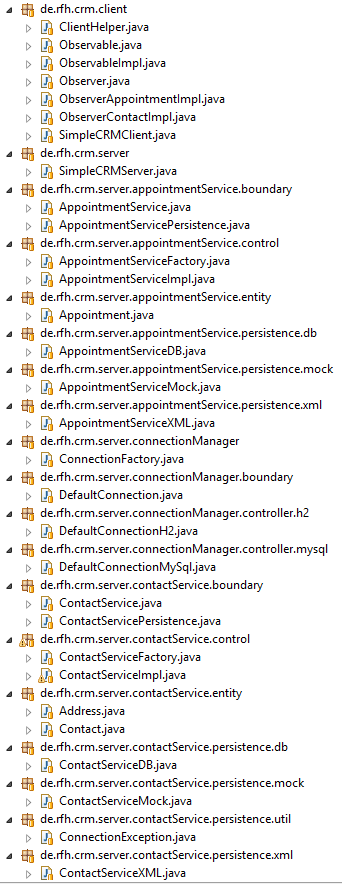 de.rfh.crm.client
ClientHelper.java
Observable.java
ObservableImpl.java
Observer.java
ObserverAppointmentImpl.java
ObserverContactImpl.java
SimpleCRMClient.java
de.rfh.crm.server
SimpleCRMServer.java
de.rfh.crm.server.appointmentService.boundary
AppointmentService.java
AppointmentServicePersistence.java
de.rfh.crm.server.appointmentService.control
AppointmentServiceFactory.java
AppointmentServiceImpl.java
de.rfh.crm.server.appointmentService.entity
Appointment.java
de.rfh.crm.server.appointmentService.persistence.db
AppointmentServiceDB.java
de.rfh.crm.server.appointmentService.persistence.mock
AppointmentServiceMock.java
de.rfh.crm.server.appointmentService.persistence.xml
AppointmentServiceXML.java
de.rfh.crm.server.connectionManager
ConnectionFactory.java
de.rfh.crm.server.connectionManager.boundary
DefaultConnection.java
de.rfh.crm.server.connectionManager.controller.h2
DefaultConnectionH2.java
de.rfh.crm.server.connectionManager.controller.mysql
DefaultConnectionMySql.java
de.rfh.crm.server.contactService.boundary
ContactService.java
ContactServicePersistence.java
de.rfh.crm.server.contactService.control
ContactServiceFactory.java
ContactServiceImpl.java
de.rfh.crm.server.contactService.entity
Address.java
Contact.java
de.rfh.crm.server.contactService.persistence.db
ContactServiceDB.java
de.rfh.crm.server.contactService.persistence.mock
ContactServiceMock.java
de.rfh.crm.server.contactService.persistence.util
ConnectionException.java
de.rfh.crm.server.contactService.persistence.xml
ContactServiceXML.java